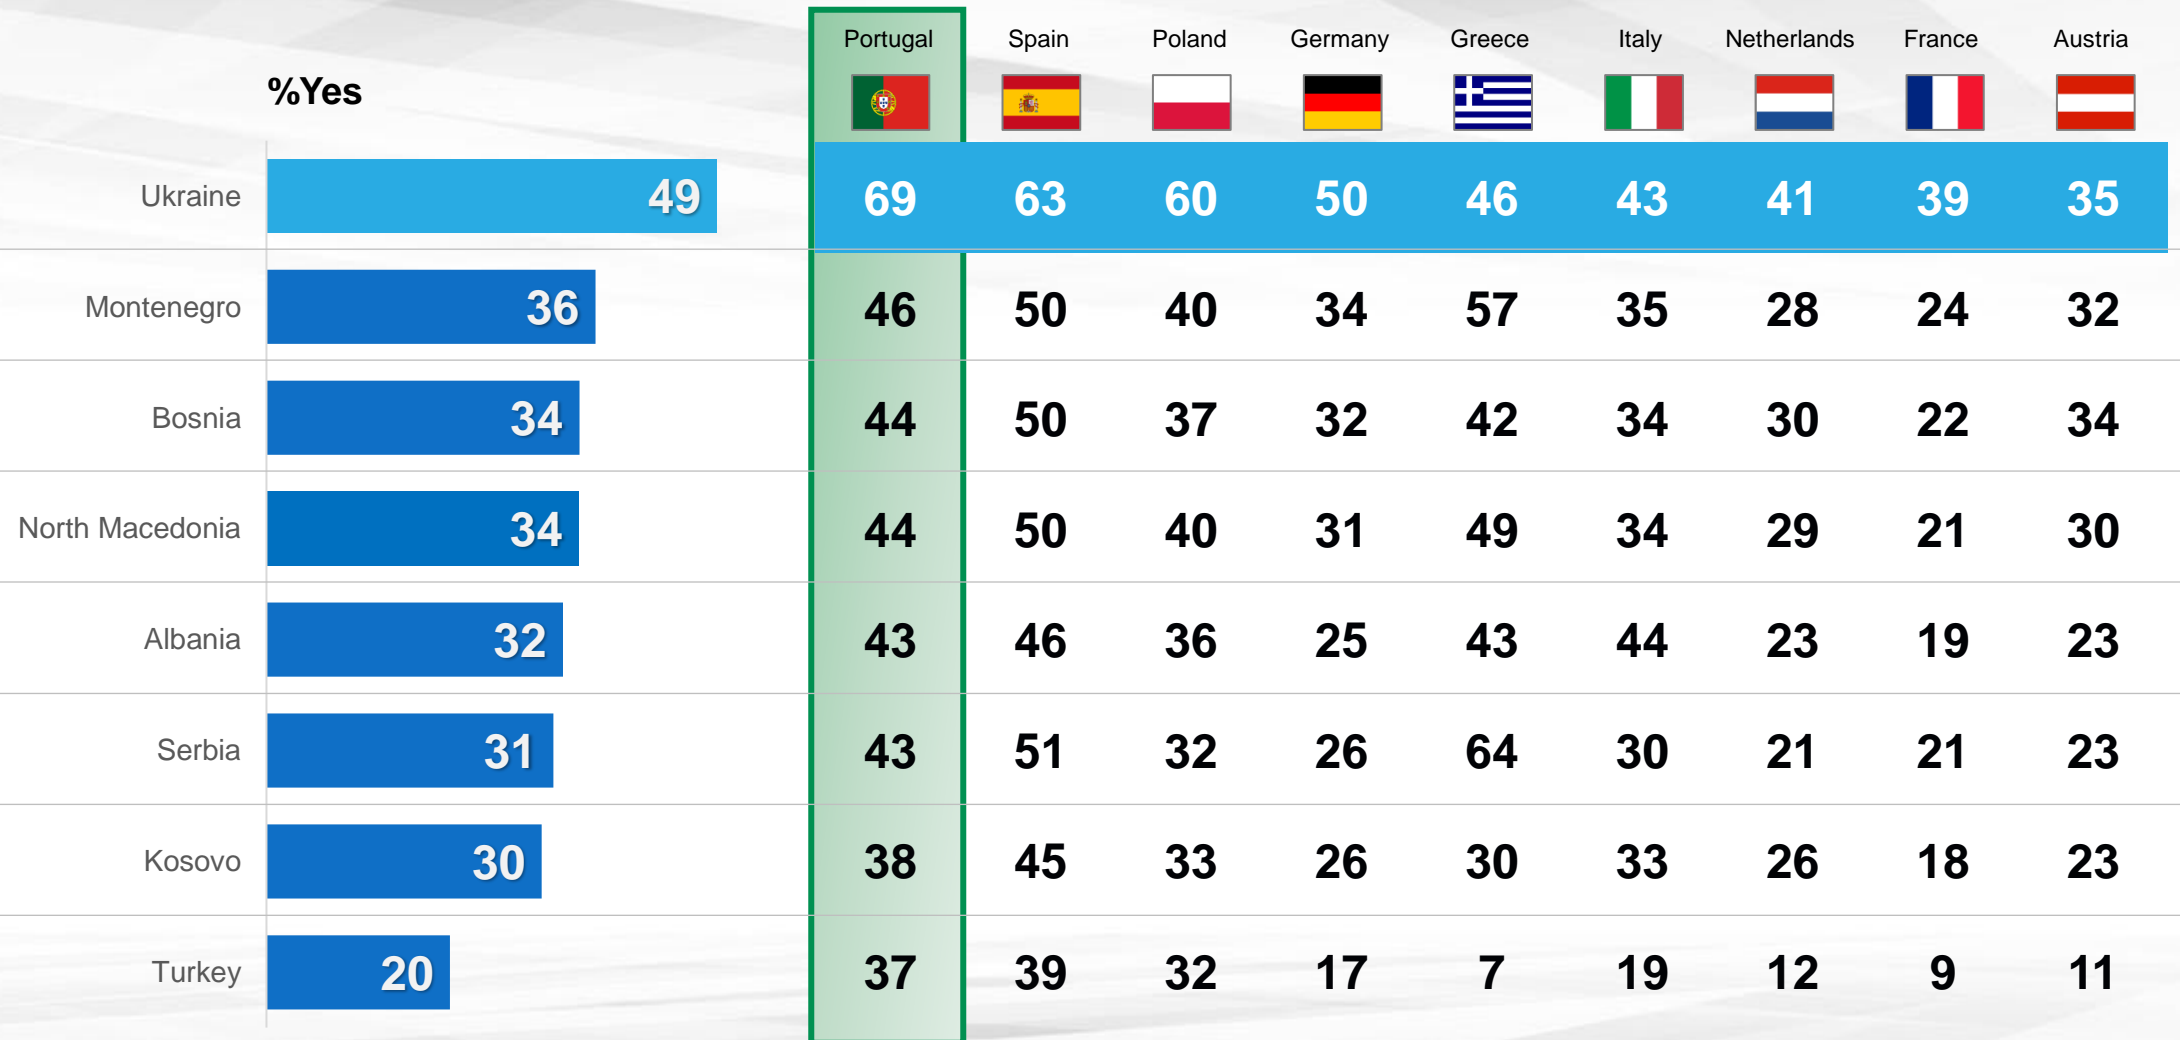 Portugal Spain Poland Germany Greece Italy Netherlands France Austria
%Yes
Ukraine 49 69 63 60 50 46 43 41 39 35
Montenegro 36 46 50 40 34 57 35 28 24 32
Bosnia 34 44 50 37 32 42 34 30 22 34
North Macedonia 34 44 50 40 31 49 34 29 21 30
Albania 32 43 46 36 25 43 44 23 19 23
Serbia 31 43 51 32 26 64 30 21 21 23
Kosovo 30 38 45 33 26 30 33 26 18 23
Turkey 20 37 39 32 17 7 19 12 9 11